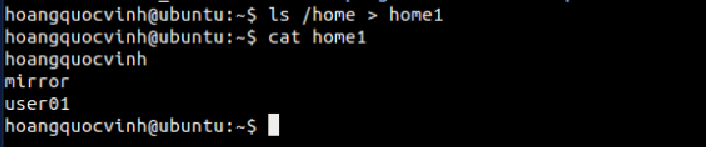 hoangquocvinh@ubuntu:~$ ls /home > home1
hoangquocvinh@ubuntu:~$ cat home1
hoangquocvinh
mirror
user01
hoangquocvinh@ubuntu:~$